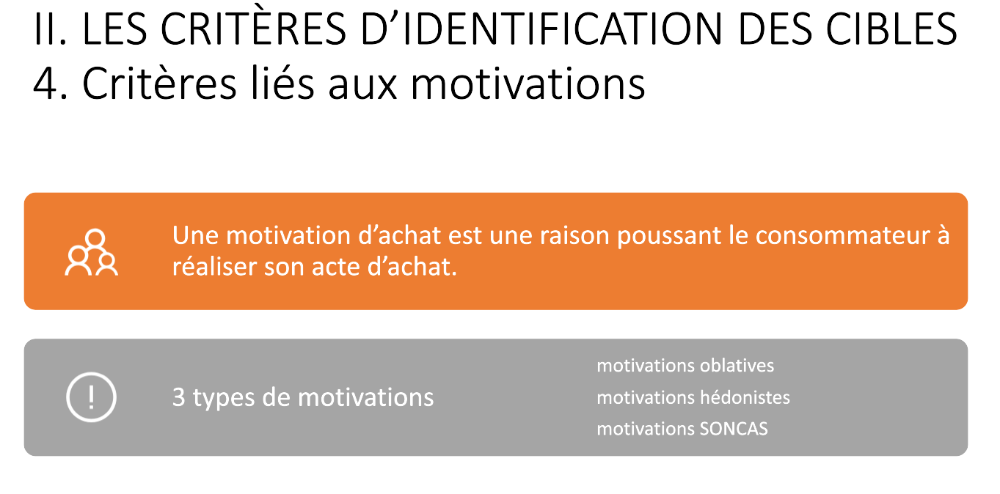 II. LES CRITÈRES D’IDENTIFICATION DES CIBLES
4. Critères liés aux motivations
Une motivation d’achat est une raison poussant le consommateur à
réaliser son acte d’achat.
3 types de motivations
motivations oblatives
motivations hédonistes
motivations SONCAS